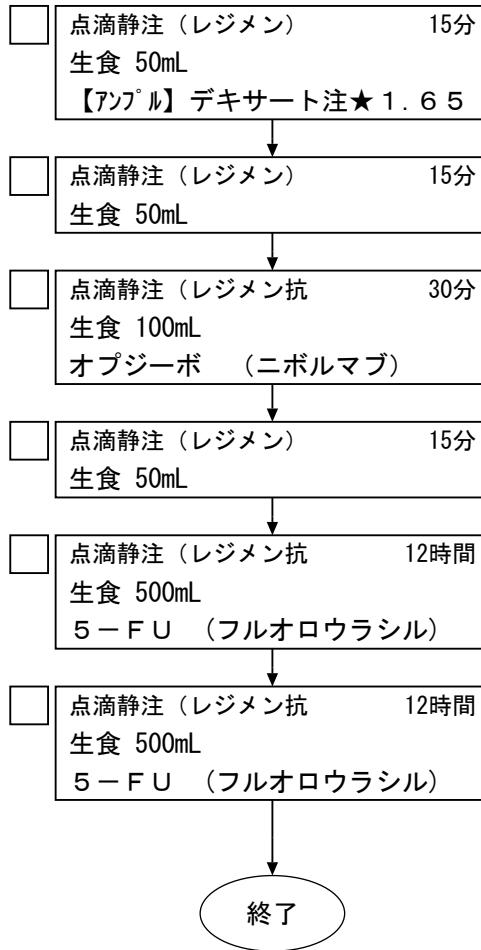 点滴静注（レジメン） 15分
生食 50mL
【ｱﾝﾌﾟﾙ】デキサート注★１．６５
点滴静注（レジメン） 15分
生食 50mL
点滴静注（レジメン抗 30分
生食 100mL
オプジーボ （ニボルマブ）
点滴静注（レジメン） 15分
生食 50mL
点滴静注（レジメン抗 12時間
生食 500mL
５－ＦＵ （フルオロウラシル）
点滴静注（レジメン抗 12時間
生食 500mL
５－ＦＵ （フルオロウラシル）
終了